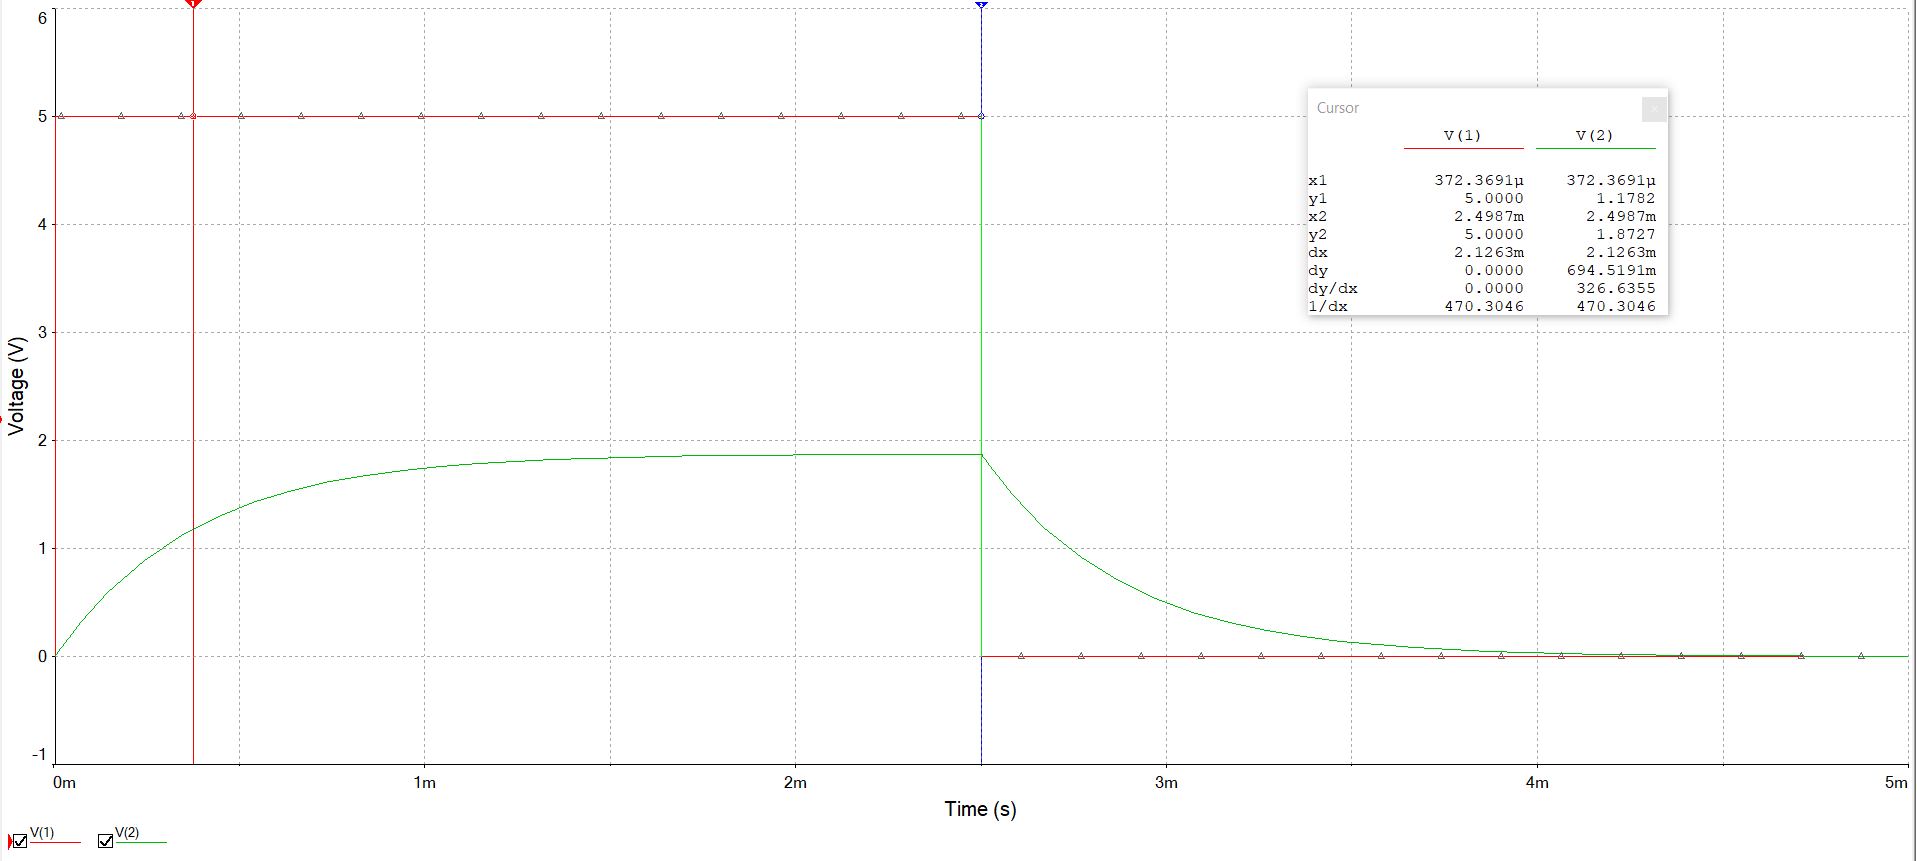 6
5
4
3
2
1
0
-1
Voltage (V)
0m 1m 2m 3m 4m 5m
Time (s)
Cursor
V(1) V(2)
x1 372.3691µ 372.3691µ
y1 5.0000 1.1782
x2 2.4987m 2.4987m
y2 5.0000 1.8727
dx 2.1263m 2.1263m
dy 0.0000 694.5191m
dy/dx 0.0000 326.6355
1/dx 470.3046 470.3046
V(1) V(2)